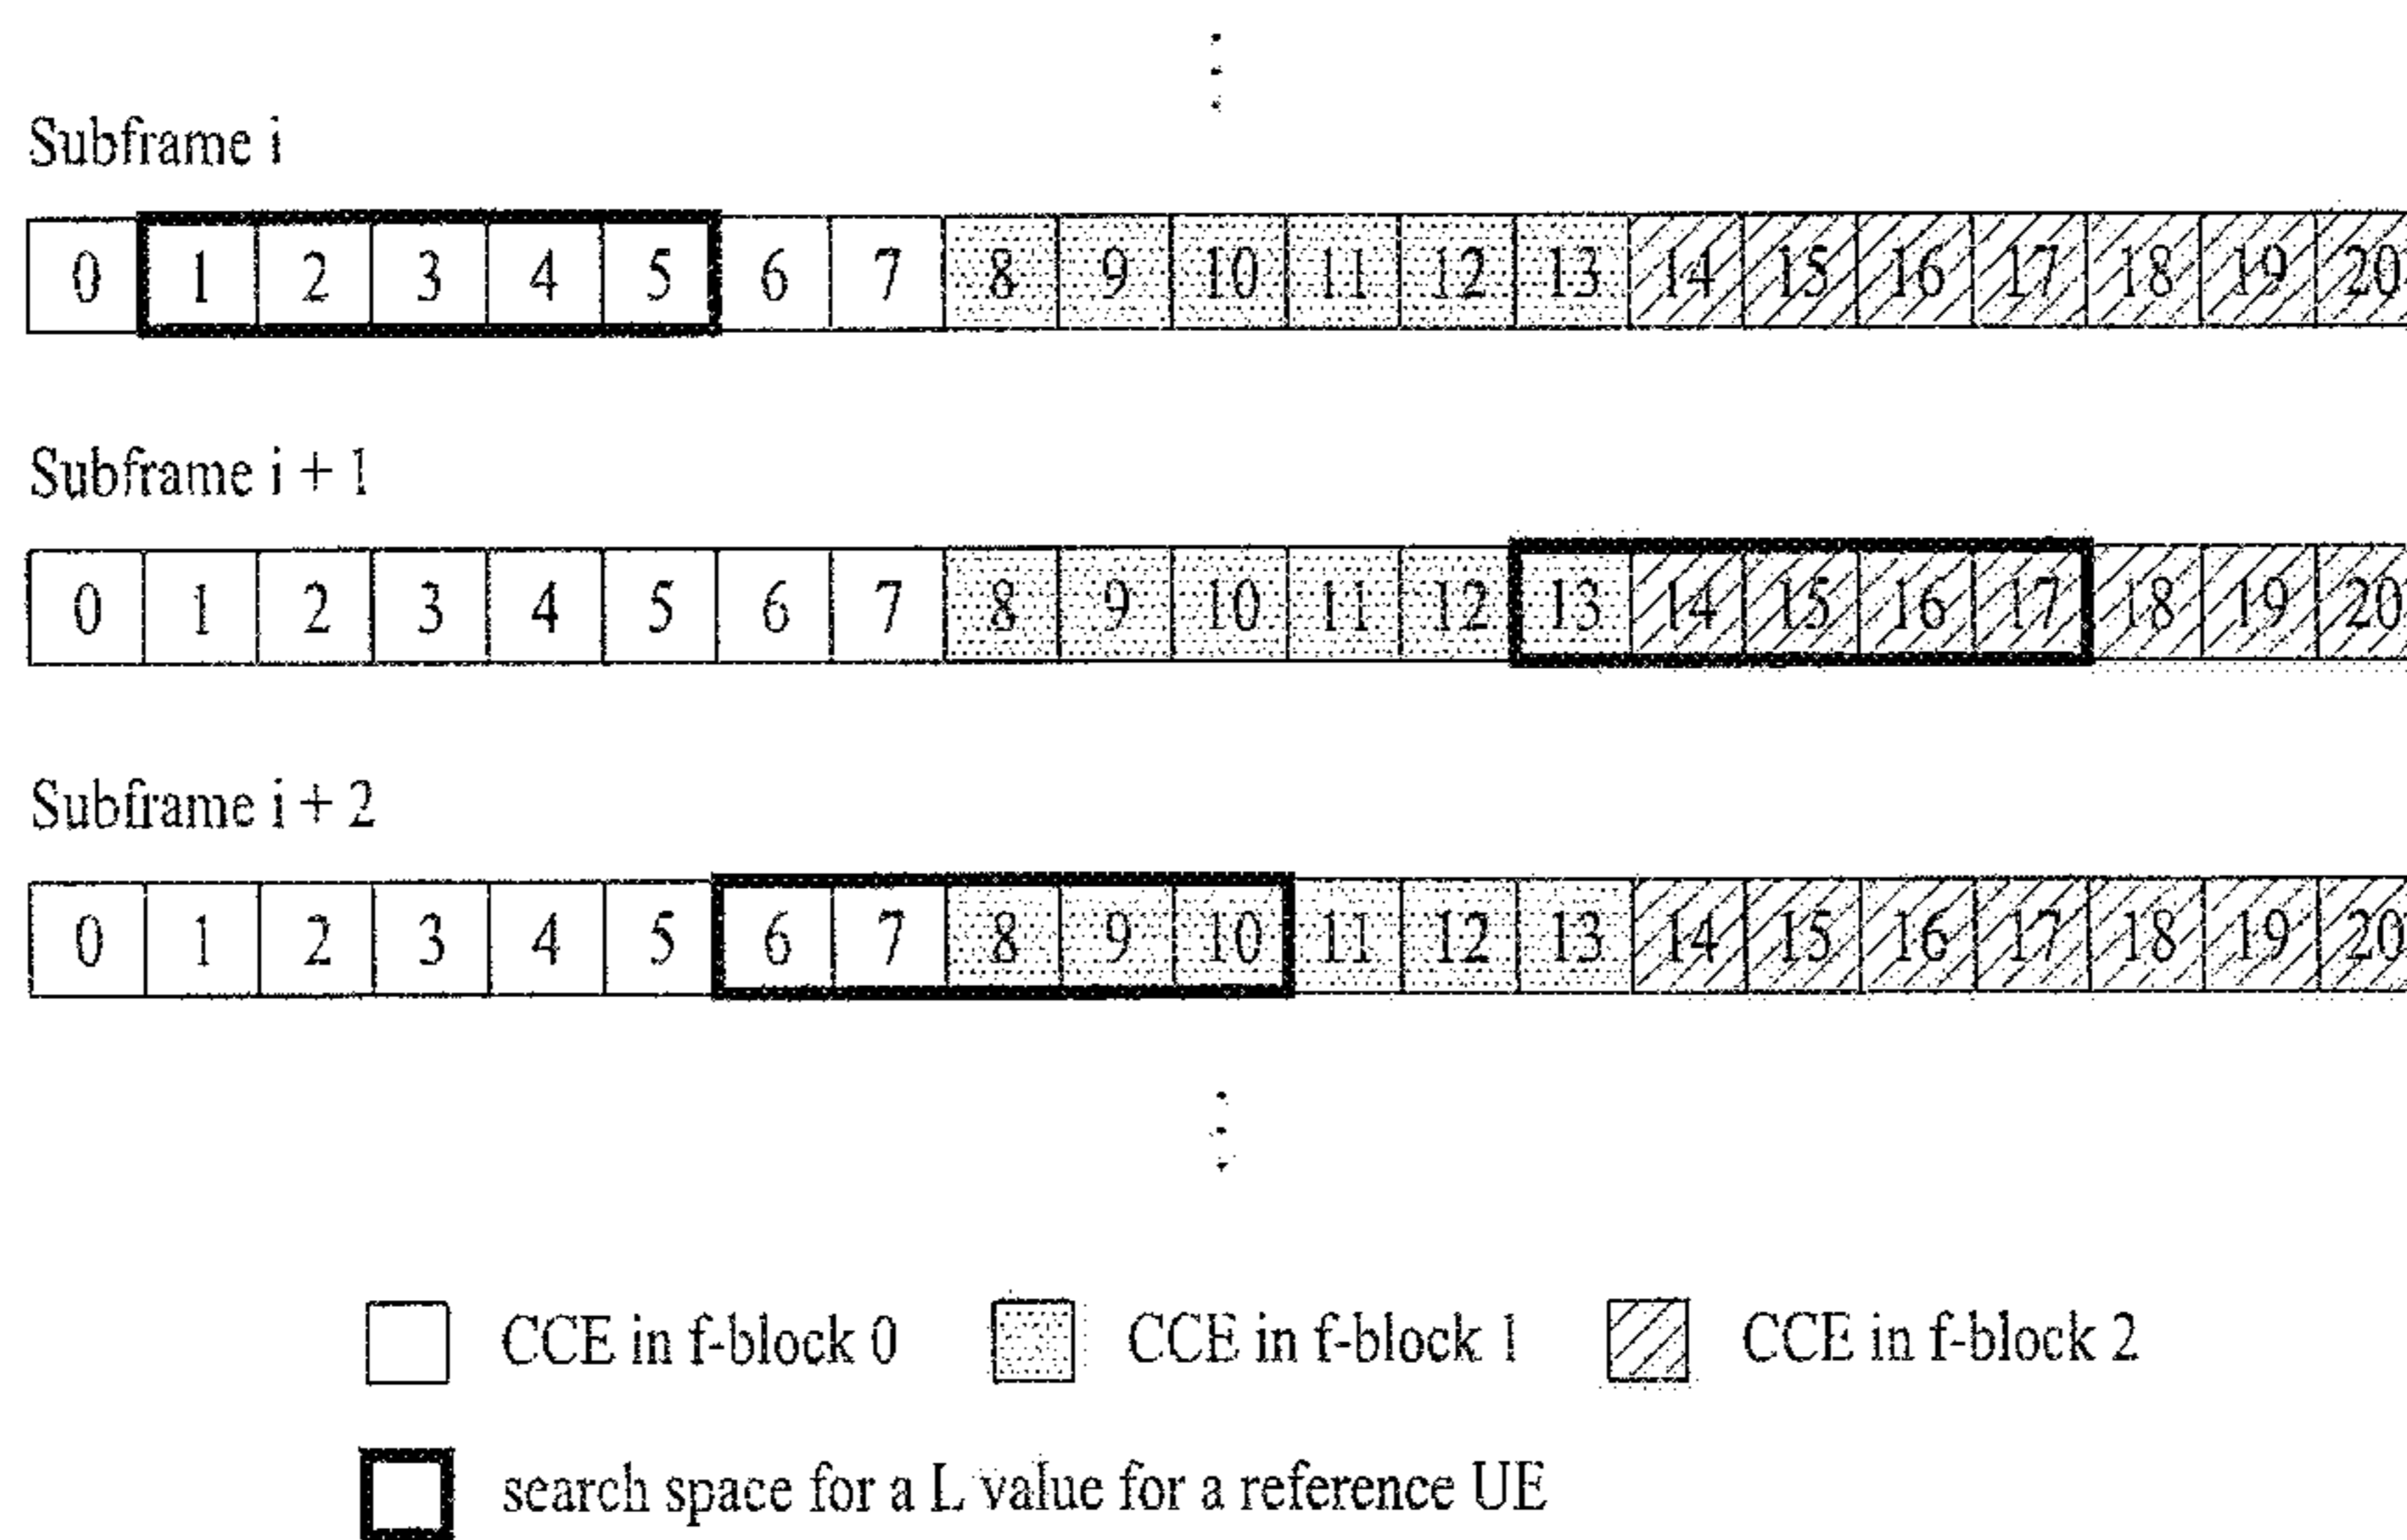 Subframe i
0 1 2 3 4 5 6 7 8 9 10 11 12 13 14 15 16 17 18 19 20
Subframe i + 1
0 1 2 3 4 5 6 7 8 9 10 11 12 13 14 15 16 17 18 19 20
Subframe i + 2
0 1 2 3 4 5 6 7 8 9 10 11 12 13 14 15 16 17 18 19 20
CCE in f-block 0 CCE in f-block 1 CCE in f-block 2
search space for a L value for a reference UE